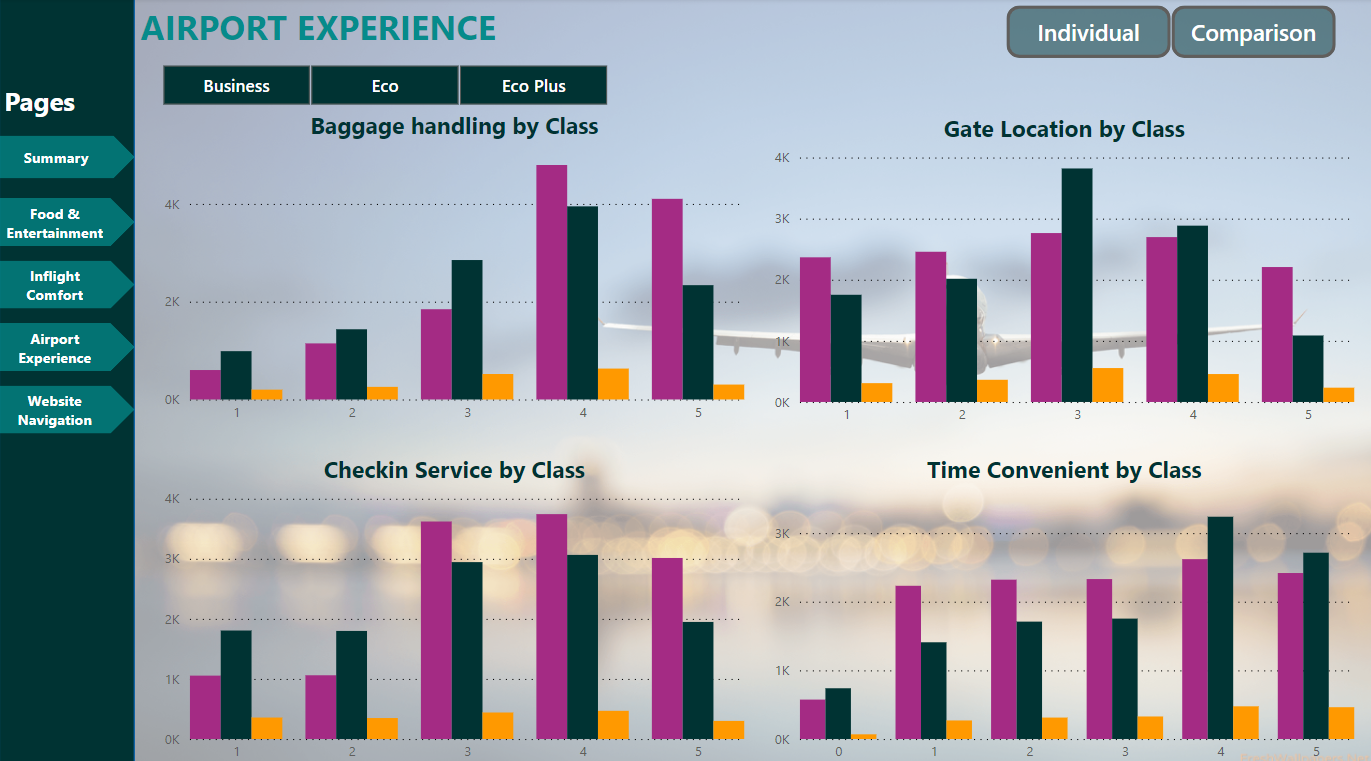 AIRPORT EXPERIENCE
Individual
Comparison
Business
Eco
Eco Plus
Pages
Summary
Food &
Entertainment
Inflight
Comfort
Airport
Experience
Website
Navigation
Baggage handling by Class
4K
2K
0K
1 2 3 4 5
Gate Location by Class
4K
3K
2K
1K
0K
1 2 3 4 5
Checkin Service by Class
4K
3K
2K
1K
0K
1 2 3 4 5
Time Convenient by Class
3K
2K
1K
0K
0 1 2 3 4 5